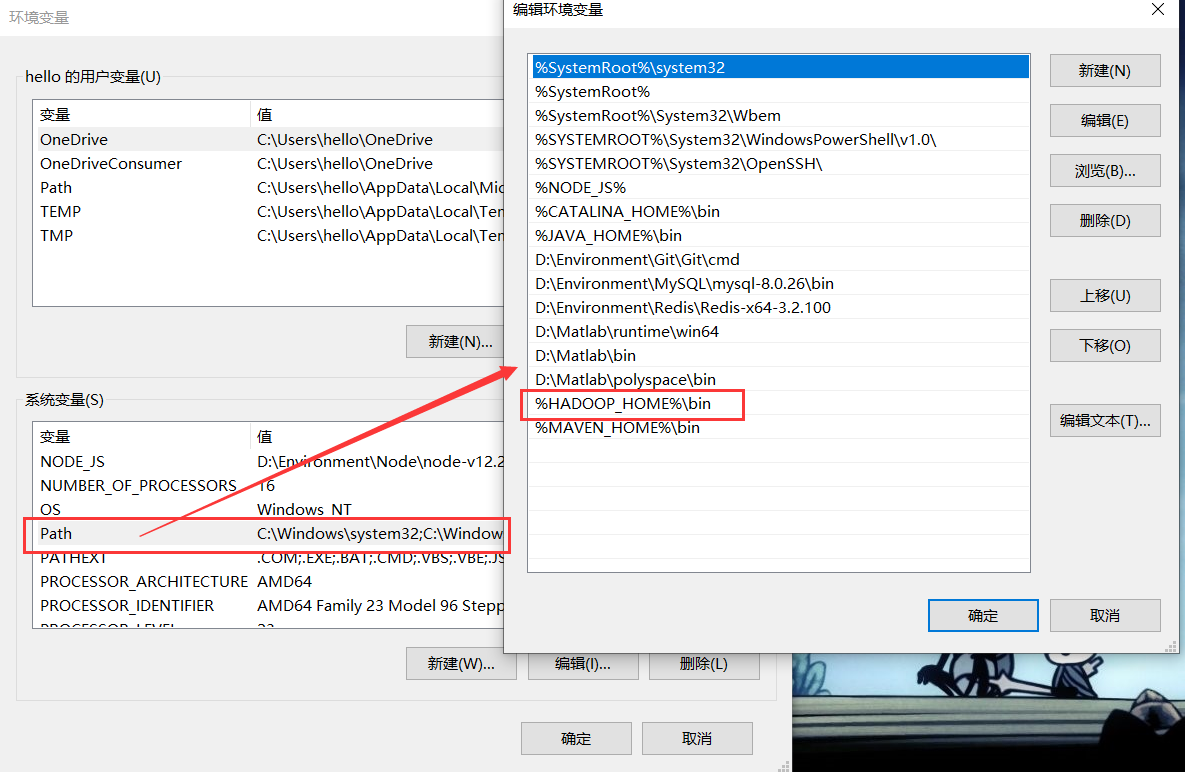 环境变量
hello 的用户变量(U)
变量 值
OneDrive C:\Users\hello\OneDrive
OneDriveConsumer C:\Users\hello\OneDrive
Path C:\Users\hello\AppData\Local\Mic
TEMP C:\Users\hello\AppData\Local\Ter
TMP C:\Users\hello\AppData\Local\Ter
新建(N)...
系统变量(S)
变量 值
NODE_JS D:\Environment\Node\node-v12.2
NUMBER_OF_PROCESSORS 16
OS Windows_NT
Path C:\Windows\system32;C:\Window
PATHEXT .COM;.EXE;.BAT;.CMD;.VBS;.VBE;.JS
PROCESSOR_ARCHITECTURE AMD64
PROCESSOR_IDENTIFIER AMD64 Family 23 Model 96 Stepp
PROCESSOR_LEVEL 23
新建(W)... 编辑(I)... 删除(L)
确定 取消
编辑环境变量
%SystemRoot%\system32
%SystemRoot%
%SystemRoot%\System32\Wbem
%SYSTEMROOT%\System32\WindowsPowerShell\v1.0\
%SYSTEMROOT%\System32\OpenSSH\
%NODE_JS%
%CATALINA_HOME%\bin
%JAVA_HOME%\bin
D:\Environment\Git\Git\cmd
D:\Environment\MySQL\mysql-8.0.26\bin
D:\Environment\Redis\Redis-x64-3.2.100
D:\Matlab\runtime\win64
D:\Matlab\bin
D:\Matlab\polyspace\bin
%HADOOP_HOME%\bin
%MAVEN_HOME%\bin
新建(N)
编辑(E)
浏览(B)...
删除(D)
上移(U)
下移(O)
编辑文本(T)...
确定 取消